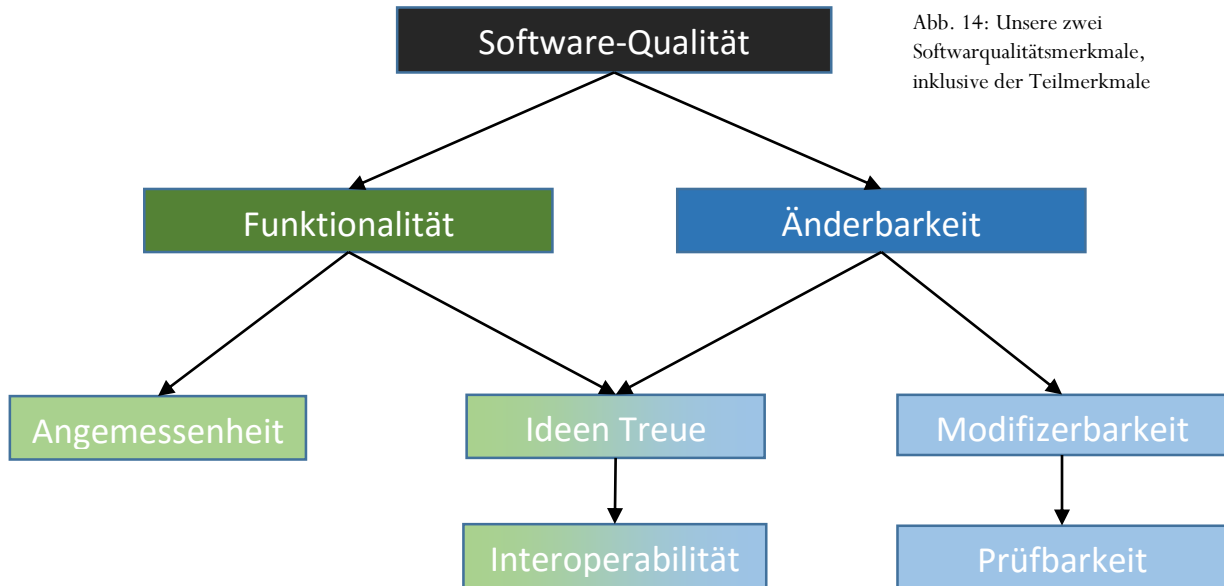 Software-Qualität
Abb. 14: Unsere zwei
Softwarqualitätsmerkmale,
inklusive der Teilmerkmale
Funktionalität
Änderbarkeit
Angemessenheit
Ideen Treue
Modifizerbarkeit
Interoperabilität
Prüfbarkeit